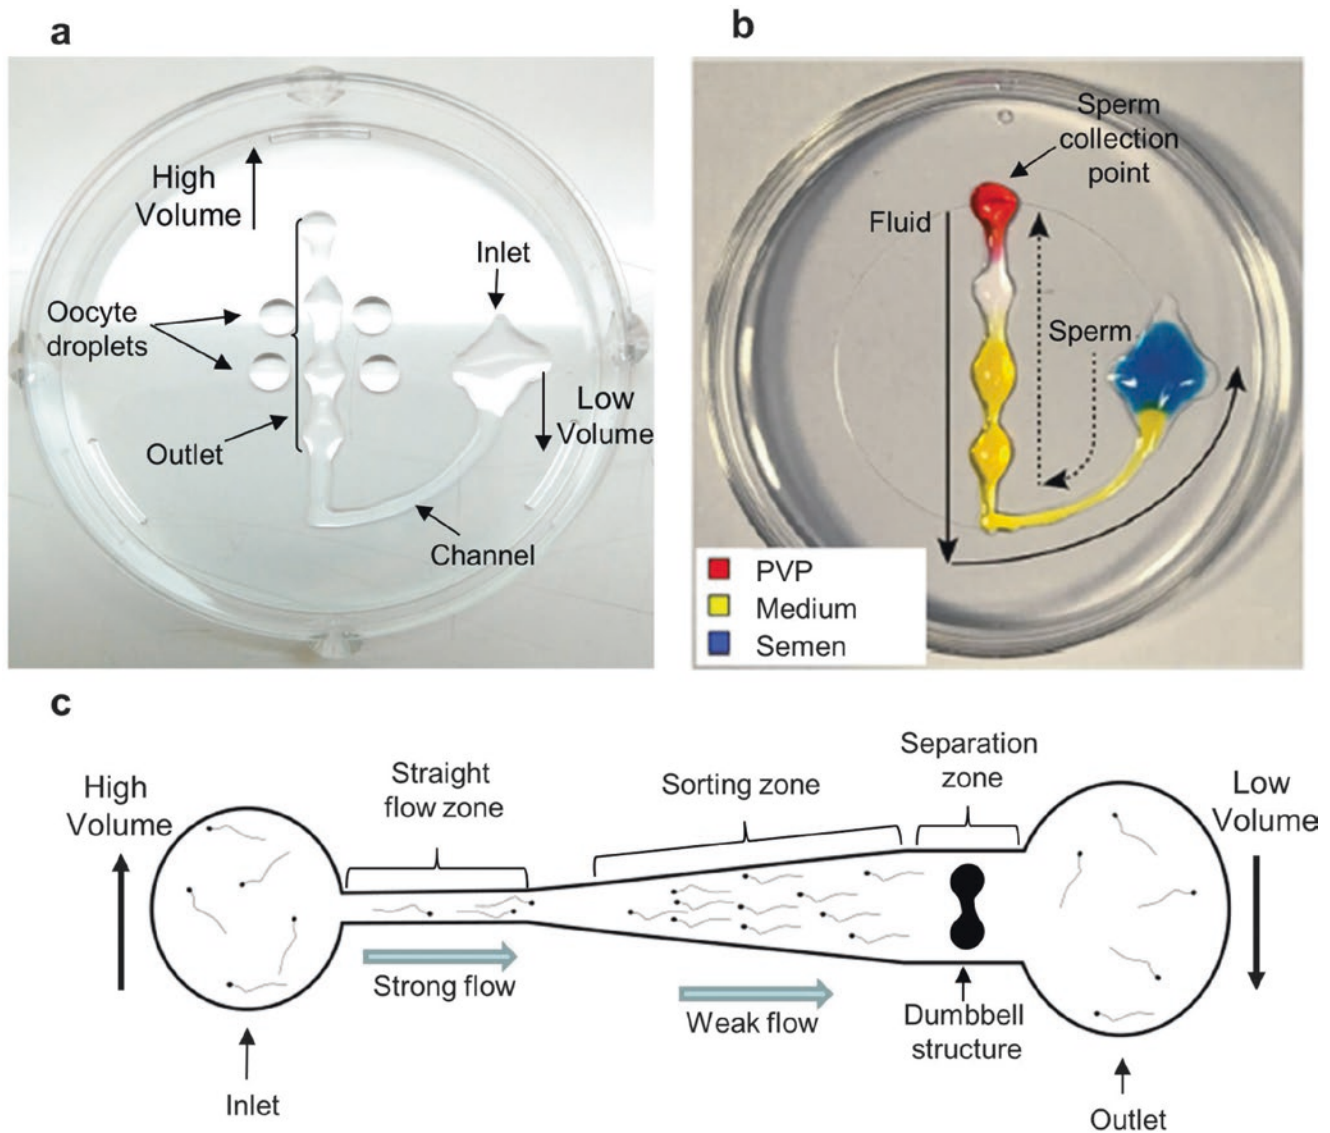 a
High
Volume
Inlet
Oocyte
droplets
Low
Volume
Outlet
Channel
b
Sperm
collection
point
Fluid
Sperm
PVP
Medium
Semen
c
High
Volume
Straight
flow zone
Sorting zone
Separation
zone
Low
Volume
Strong flow
Weak flow
Dumbbell
structure
Inlet
Outlet